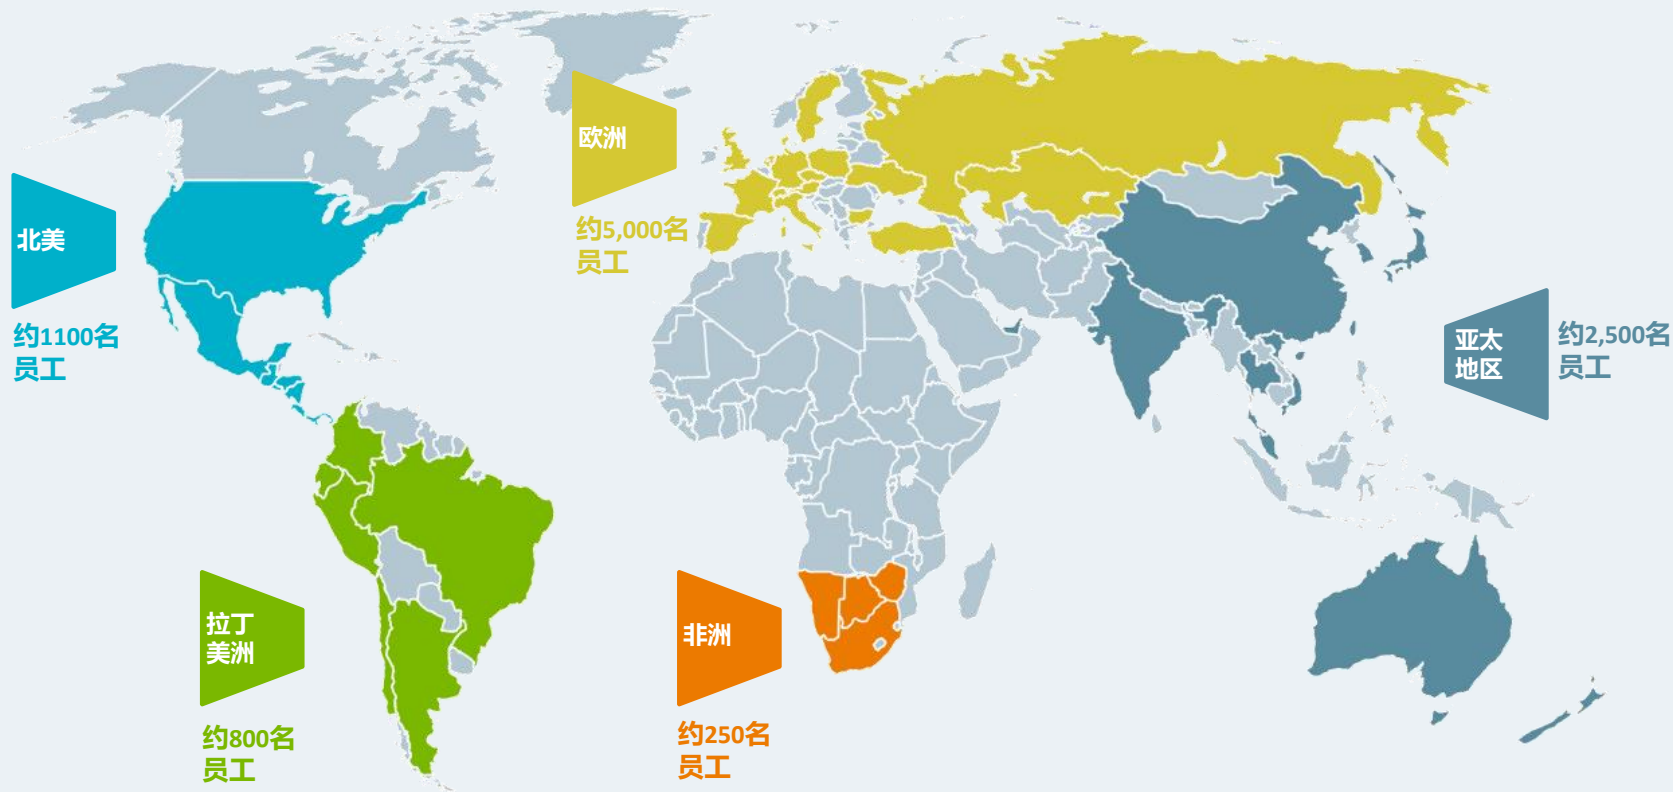 欧洲
约5,000名
员工
北美
约1100名
员工
亚太
地区
约2,500名
员工
拉丁
美洲
约800名
员工
非洲
约250名
员工